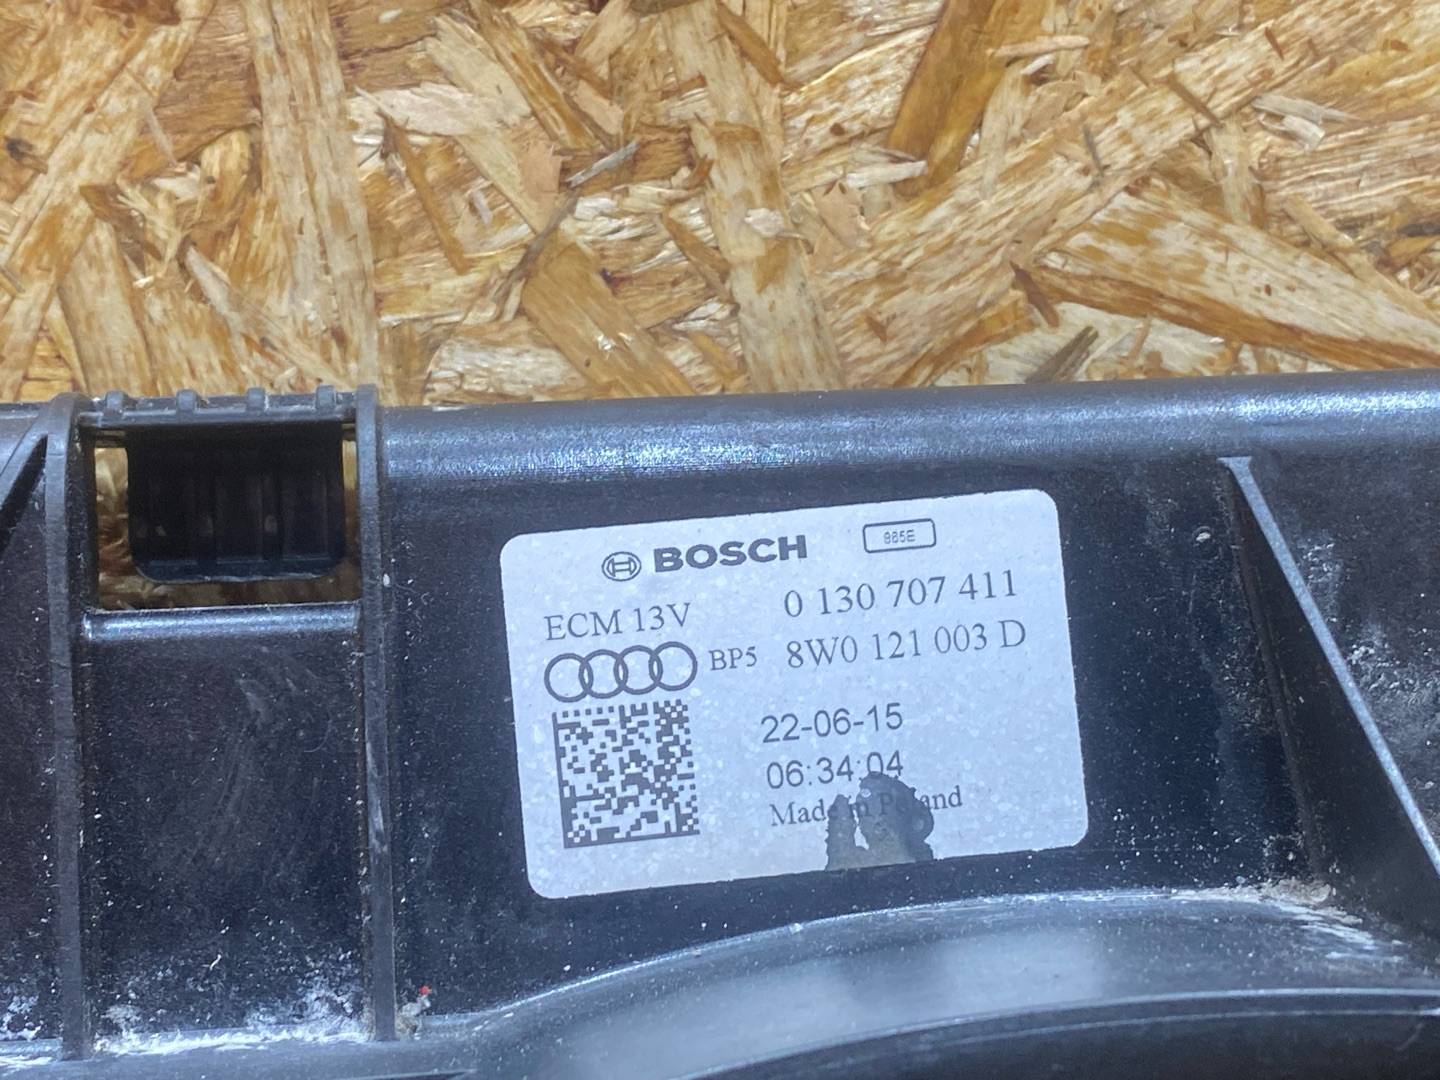 BOSCH
ECM 13V 0 130 707 411
BP5 8W0 121 003 D
22-06-15
06:34:04
Made in Poland